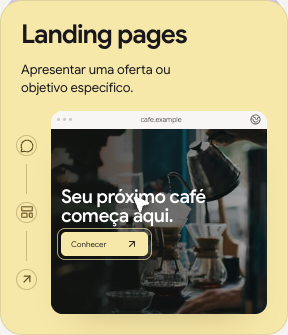 Landing pages
Apresentar uma oferta ou
objetivo específico.
cafe.example
Seu próximo café
começa aqui.
Conhecer